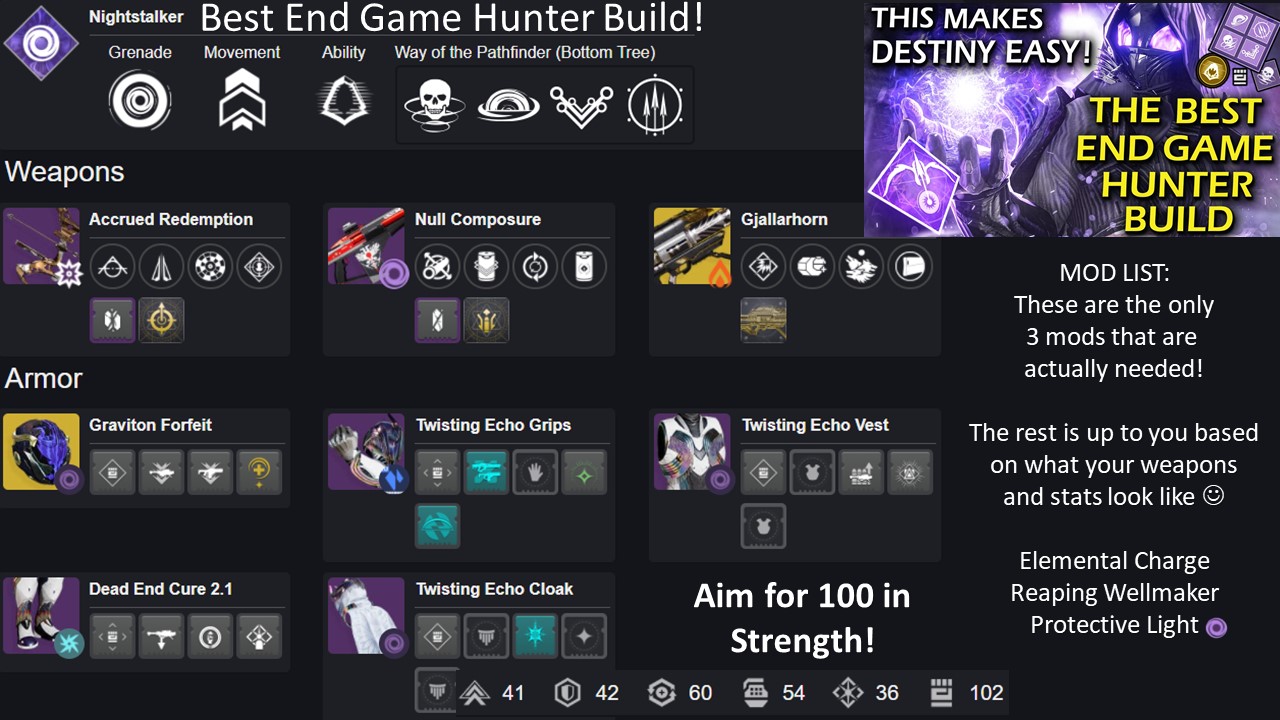 Nightstalker
Best End Game Hunter Build!
Grenade
Movement
Ability
Way of the Pathfinder (Bottom Tree)
THIS MAKES
DESTINY EASY!
THE BEST
END GAME
HUNTER
BUILD
Weapons
Accrued Redemption
Null Composure
Gjallarhorn
MOD LIST:
These are the only
3 mods that are
actually needed!
The rest is up to you based
on what your weapons
and stats look like ☺
Elemental Charge
Reaping Wellmaker
Protective Light
Armor
Graviton Forfeit
Twisting Echo Grips
Twisting Echo Vest
Dead End Cure 2.1
Twisting Echo Cloak
Aim for 100 in
Strength!
41 42 60 54 36 102